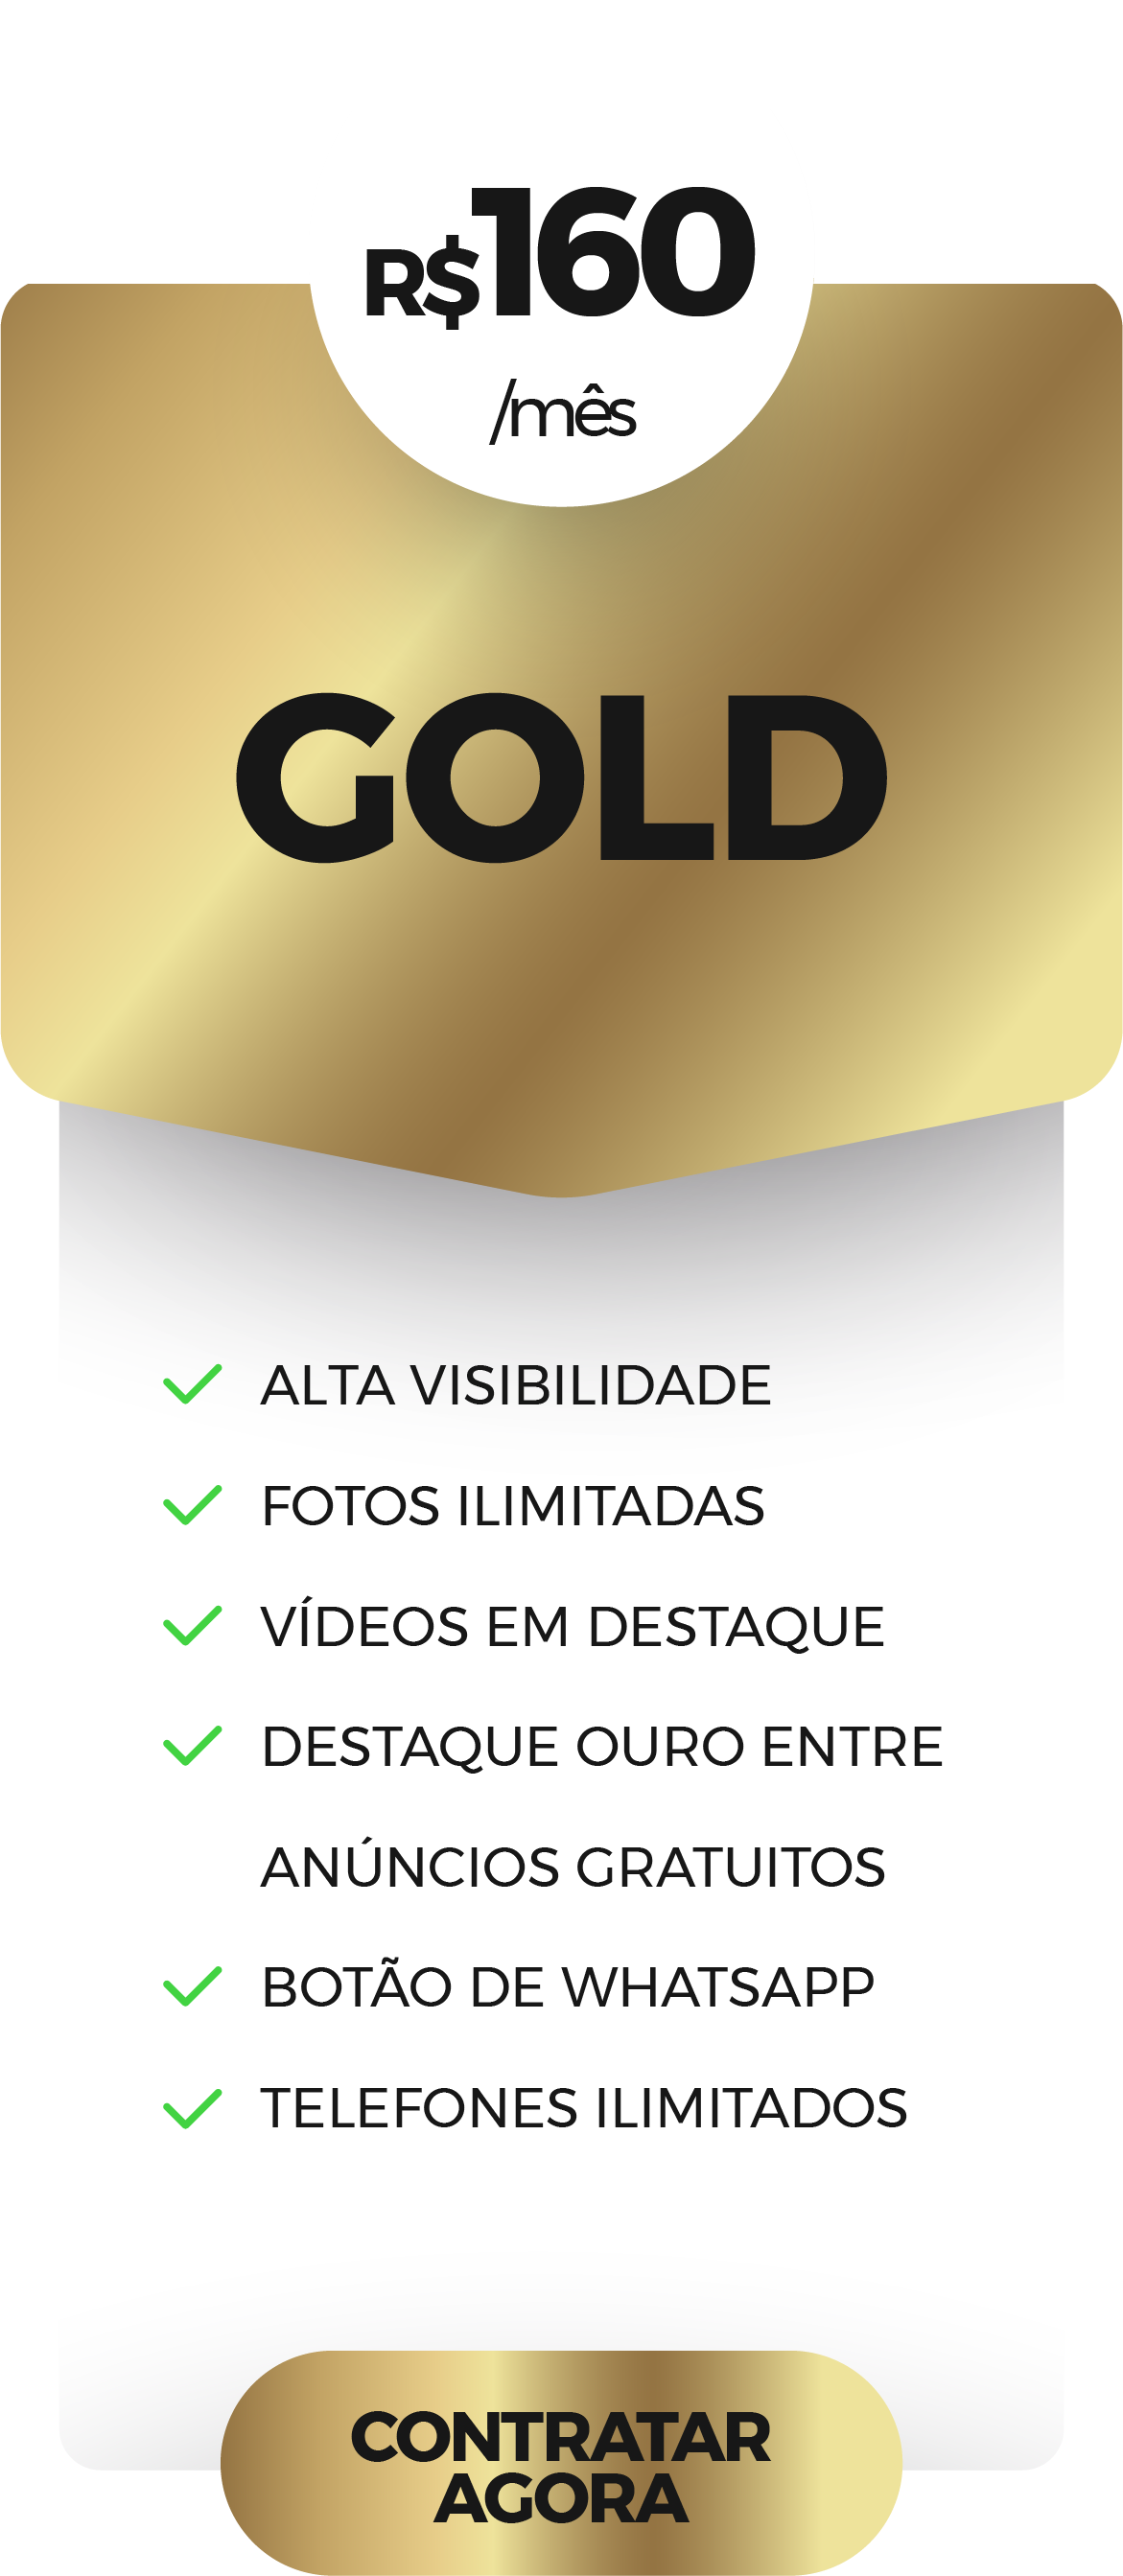 R$160
/mês
GOLD
ALTA VISIBILIDADE
FOTOS ILIMITADAS
VÍDEOS EM DESTAQUE
DESTAQUE OURO ENTRE
ANÚNCIOS GRATUITOS
BOTÃO DE WHATSAPP
TELEFONES ILIMITADOS
CONTRATAR
AGORA